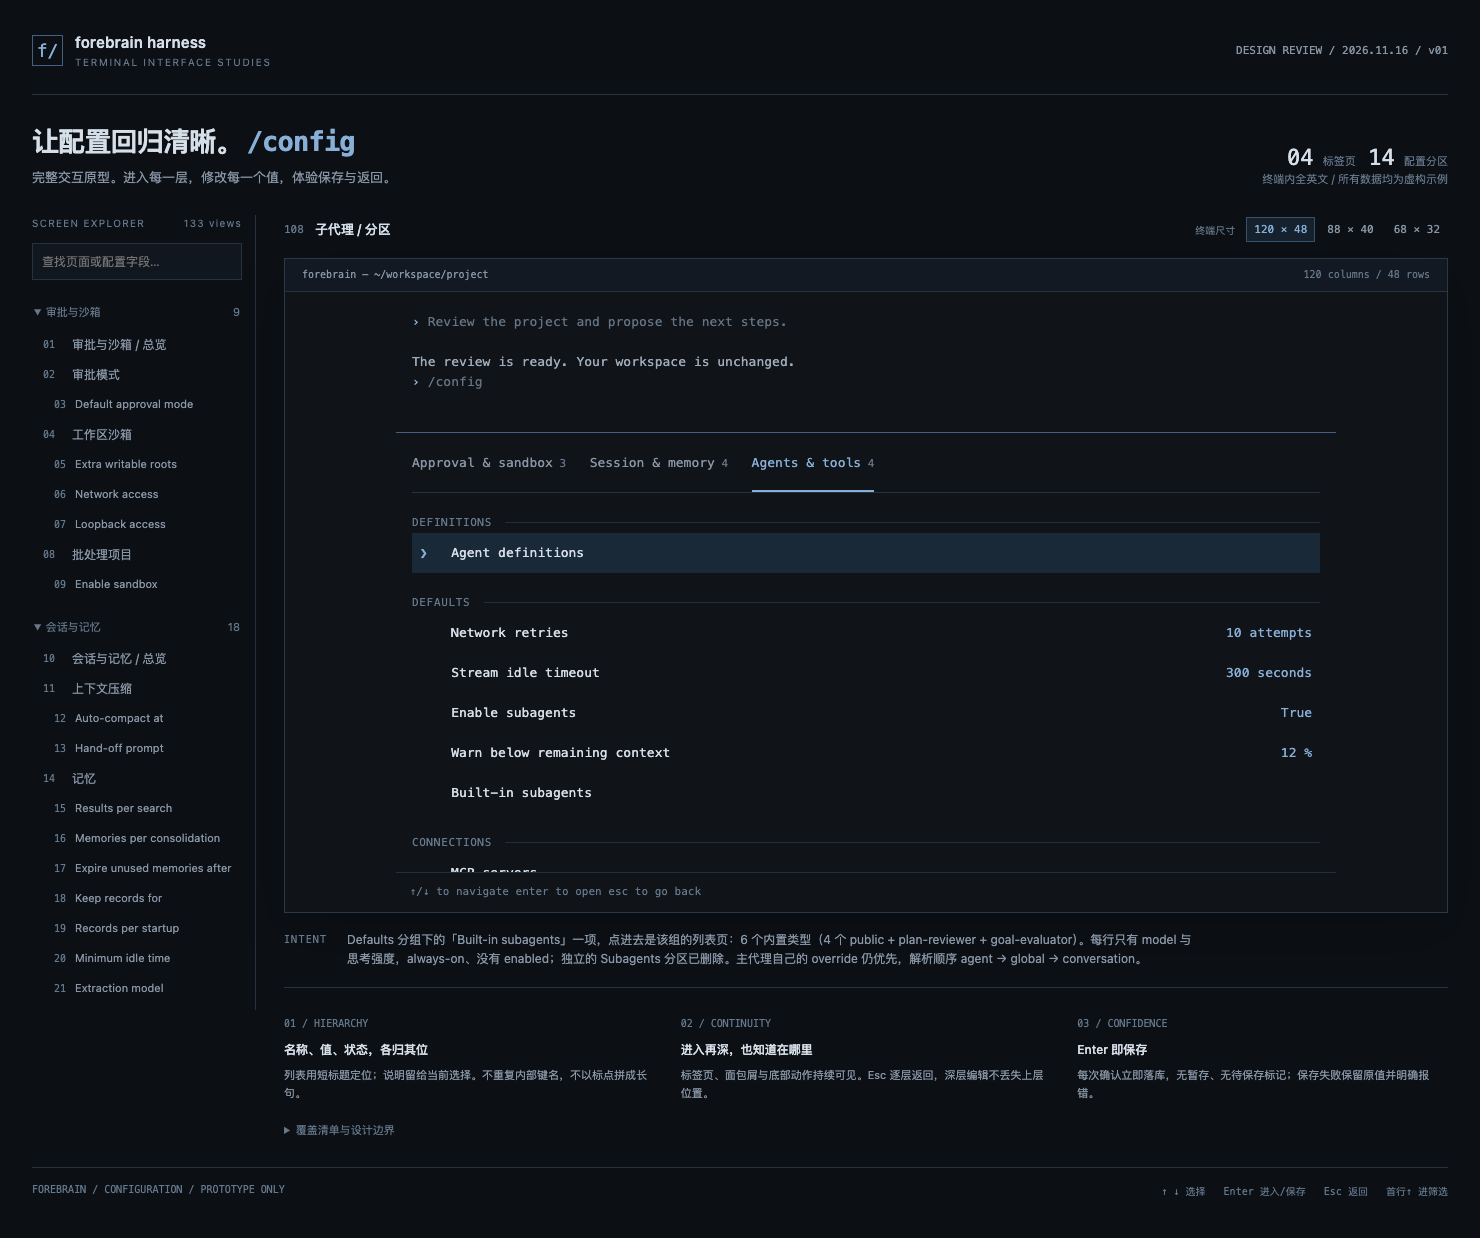 f/
forebrain harness
TERMINAL INTERFACE STUDIES
DESIGN REVIEW / 2026.11.16 / v01
让配置回归清晰。/config
完整交互原型。进入每一层，修改每一个值，体验保存与返回。
04 标签页 14 配置分区
终端内全英文 / 所有数据均为虚构示例
SCREEN EXPLORER 133 views
查找页面或配置字段…
▼ 审批与沙箱 9
01 审批与沙箱 / 总览
02 审批模式
03 Default approval mode
04 工作区沙箱
05 Extra writable roots
06 Network access
07 Loopback access
08 批处理项目
09 Enable sandbox
▼ 会话与记忆 18
10 会话与记忆 / 总览
11 上下文压缩
12 Auto-compact at
13 Hand-off prompt
14 记忆
15 Results per search
16 Memories per consolidation
17 Expire unused memories after
18 Keep records for
19 Records per startup
20 Minimum idle time
21 Extraction model
108 子代理 / 分区
终端尺寸 120 × 48 88 × 40 68 × 32
forebrain — ~/workspace/project 120 columns / 48 rows
› Review the project and propose the next steps.
The review is ready. Your workspace is unchanged.
› /config
Approval & sandbox 3 Session & memory 4 Agents & tools 4
DEFINITIONS
❯ Agent definitions
DEFAULTS
Network retries 10 attempts
Stream idle timeout 300 seconds
Enable subagents True
Warn below remaining context 12 %
Built-in subagents
CONNECTIONS
MCP servers
↑/↓ to navigate enter to open esc to go back
INTENT Defaults 分组下的「Built-in subagents」一项，点进去是该组的列表页：6 个内置类型（4 个 public + plan-reviewer + goal-evaluator）。每行只有 model 与
思考强度，always-on、没有 enabled；独立的 Subagents 分区已删除。主代理自己的 override 仍优先，解析顺序 agent → global → conversation。
01 / HIERARCHY
名称、值、状态，各归其位
列表用短标题定位；说明留给当前选择。不重复内部键名，不以标点拼成长
句。
02 / CONTINUITY
进入再深，也知道在哪里
标签页、面包屑与底部动作持续可见。Esc 逐层返回，深层编辑不丢失上层
位置。
03 / CONFIDENCE
Enter 即保存
每次确认立即落库，无暂存、无待保存标记；保存失败保留原值并明确报
错。
▶ 覆盖清单与设计边界
FOREBRAIN / CONFIGURATION / PROTOTYPE ONLY
↑ ↓ 选择 Enter 进入/保存 Esc 返回 首行↑ 进筛选